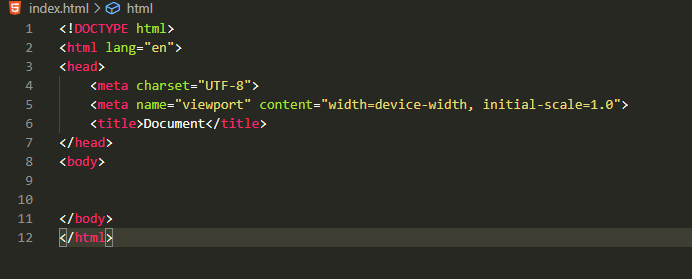 index.html > html
1 <!DOCTYPE html>
2 <html lang="en">
3 <head>
4     <meta charset="UTF-8">
5     <meta name="viewport" content="width=device-width, initial-scale=1.0">
6     <title>Document</title>
7 </head>
8 <body>
9
10
11 </body>
12 </html>